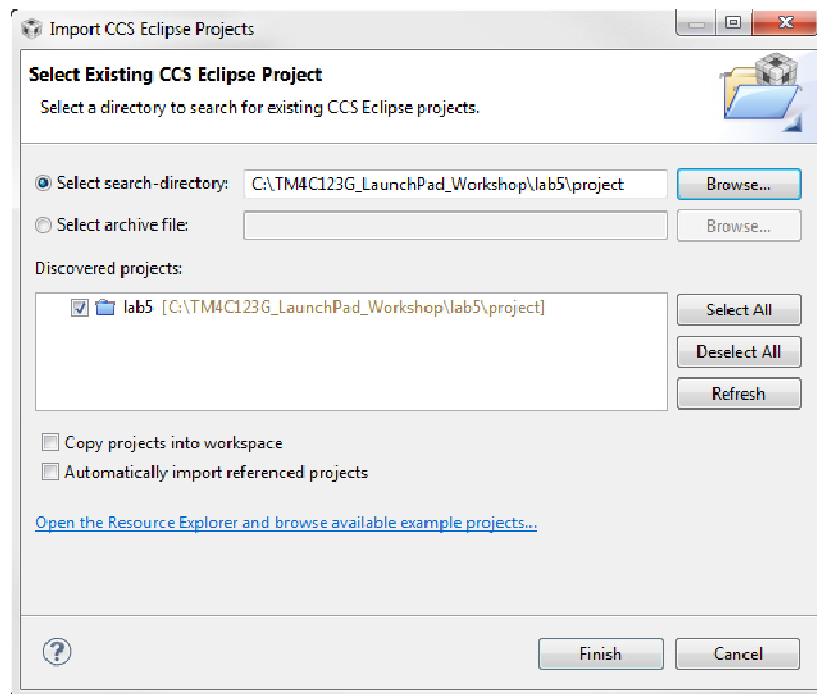 Import CCS Eclipse Projects
Select Existing CCS Eclipse Project
Select a directory to search for existing CCS Eclipse projects.
Select search-directory: C:\TM4C123G_LaunchPad_Workshop\lab5\project Browse...
Select archive file: Browse...
Discovered projects:
lab5 [C:\TM4C123G_LaunchPad_Workshop\lab5\project]
Select All
Deselect All
Refresh
Copy projects into workspace
Automatically import referenced projects
Open the Resource Explorer and browse available example projects...
? Finish Cancel